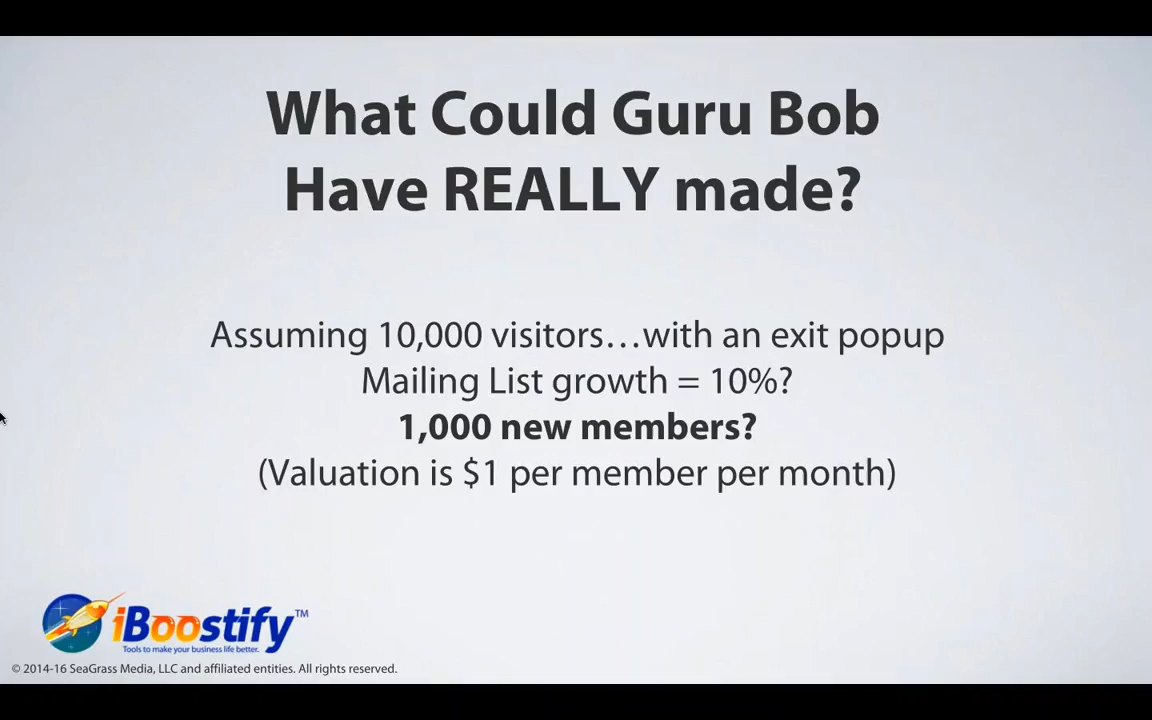 What Could Guru Bob
Have REALLY made?
Assuming 10,000 visitors…with an exit popup
Mailing List growth = 10%?
1,000 new members?
(Valuation is $1 per member per month)
iBoostify™
Tools to make your business life better.
© 2014-16 SeaGrass Media, LLC and affiliated entities. All rights reserved.